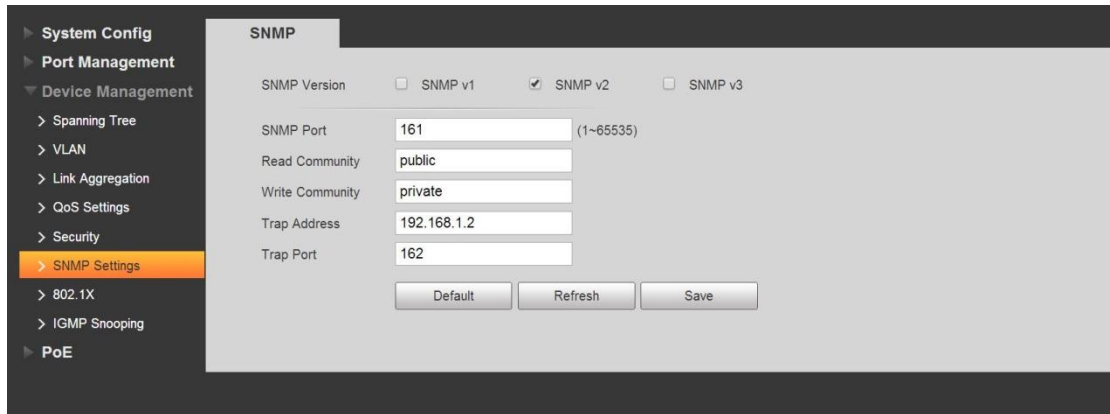 System Config
Port Management
Device Management
Spanning Tree
VLAN
Link Aggregation
QoS Settings
Security
SNMP Settings
802.1X
IGMP Snooping
PoE
SNMP
SNMP Version SNMP v1 SNMP v2 SNMP v3
SNMP Port 161 (1~65535)
Read Community public
Write Community private
Trap Address 192.168.1.2
Trap Port 162
Default Refresh Save